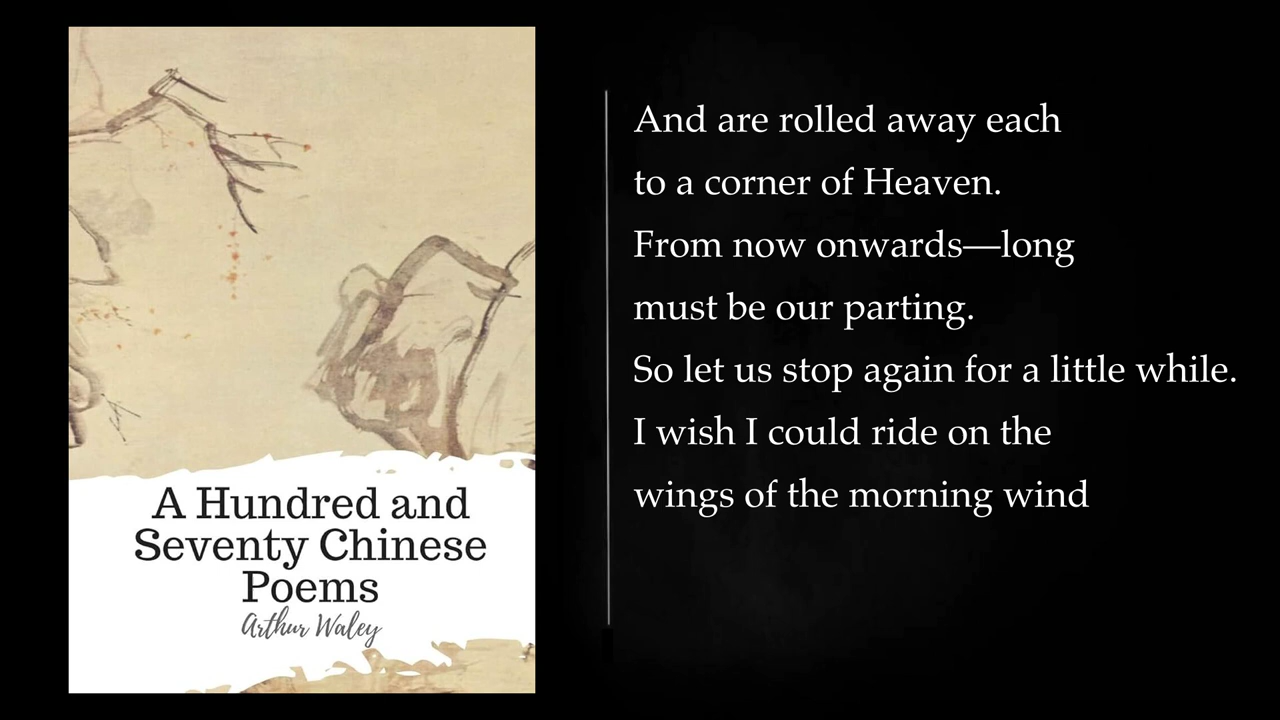 A Hundred and
Seventy Chinese
Poems
Arthur Waley
And are rolled away each
to a corner of Heaven.
From now onwards—long
must be our parting.
So let us stop again for a little while.
I wish I could ride on the
wings of the morning wind